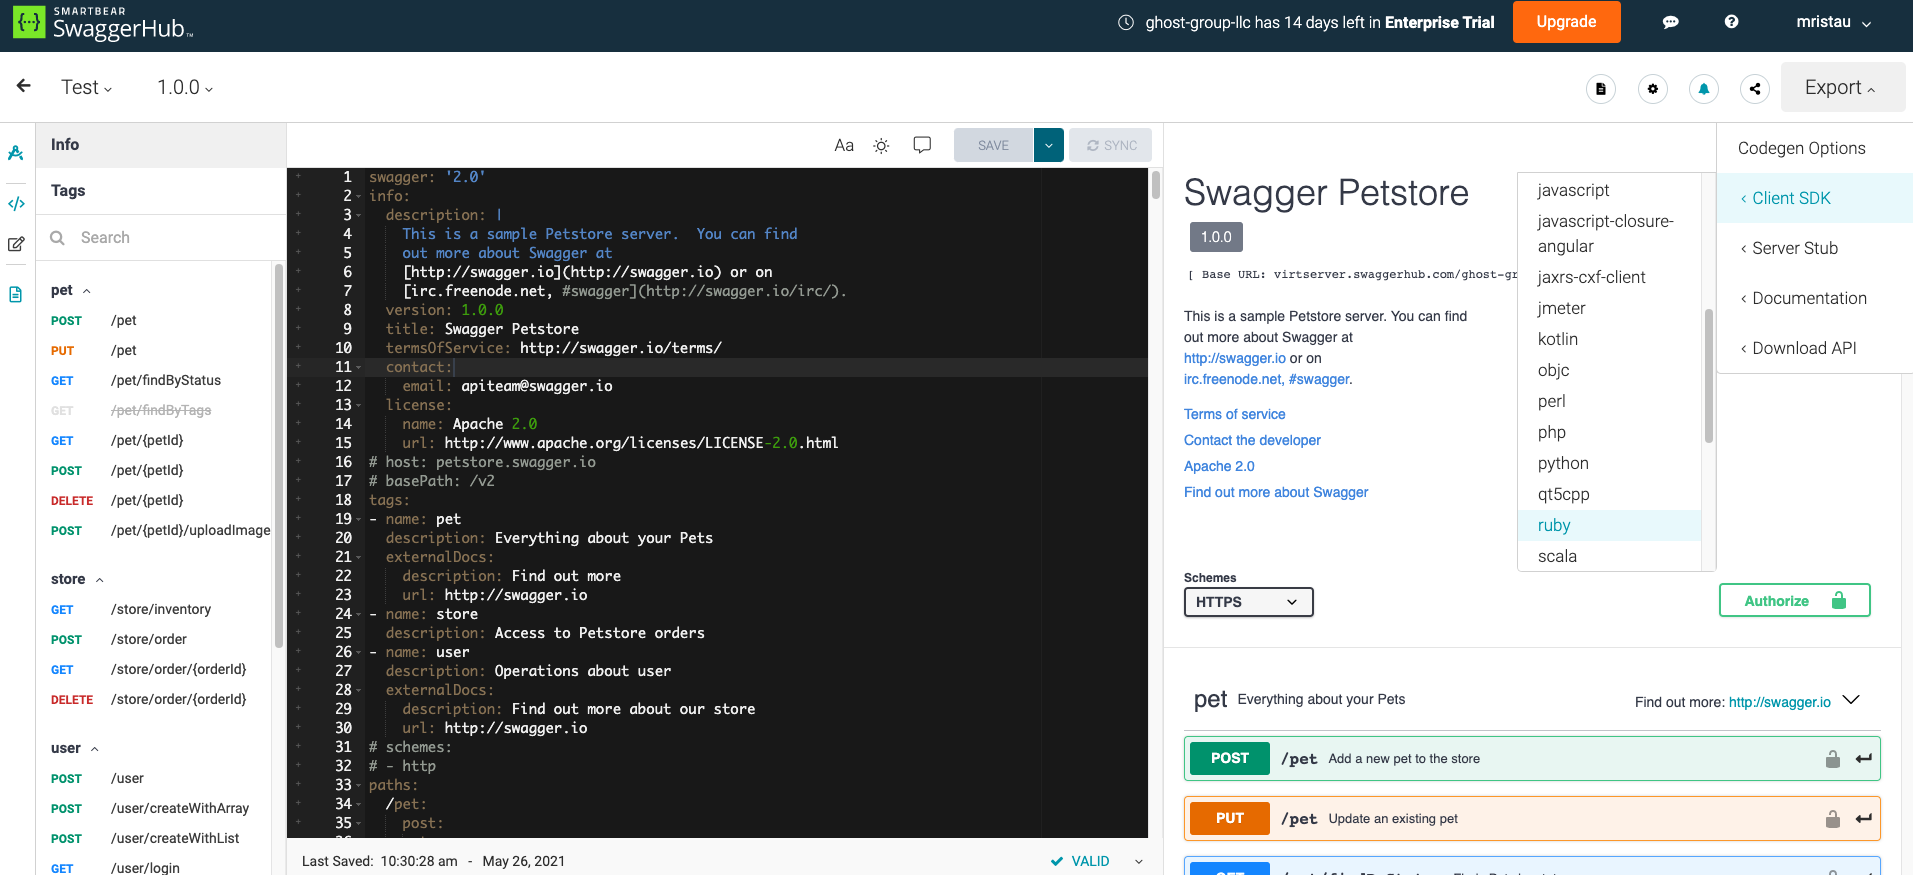 SMARTBEAR
SwaggerHub™
ghost-group-llc has 14 days left in Enterprise Trial
Upgrade
mristau
Test
1.0.0
Export
Info
Tags
Search
pet
POST /pet
PUT /pet
GET /pet/findByStatus
GET /pet/findByTags
GET /pet/{petId}
POST /pet/{petId}
DELETE /pet/{petId}
POST /pet/{petId}/uploadImage
store
GET /store/inventory
POST /store/order
GET /store/order/{orderId}
DELETE /store/order/{orderId}
user
POST /user
POST /user/createWithArray
POST /user/createWithList
GET /user/login
Aa
SAVE
SYNC
1 swagger: '2.0'
2 info:
3 description: |
4 This is a sample Petstore server.  You can find
5 out more about Swagger at
6 [http://swagger.io](http://swagger.io) or on
7 [irc.freenode.net, #swagger](http://swagger.io/irc/).
8 version: 1.0.0
9 title: Swagger Petstore
10 termsOfService: http://swagger.io/terms/
11 contact:
12 email: apiteam@swagger.io
13 license:
14 name: Apache 2.0
15 url: http://www.apache.org/licenses/LICENSE-2.0.html
16 # host: petstore.swagger.io
17 # basePath: /v2
18 tags:
19 - name: pet
20 description: Everything about your Pets
21 externalDocs:
22 description: Find out more
23 url: http://swagger.io
24 - name: store
25 description: Access to Petstore orders
26 - name: user
27 description: Operations about user
28 externalDocs:
29 description: Find out more about our store
30 url: http://swagger.io
31 # schemes:
32 # - http
33 paths:
34 /pet:
35 post:
Last Saved: 10:30:28 am - May 26, 2021
VALID
Swagger Petstore
1.0.0
[ Base URL: virtserver.swaggerhub.com/ghost-gr
This is a sample Petstore server. You can find
out more about Swagger at
http://swagger.io or on
irc.freenode.net, #swagger.
Terms of service
Contact the developer
Apache 2.0
Find out more about Swagger
javascript
javascript-closure-
angular
jaxrs-cxf-client
jmeter
kotlin
objc
perl
php
python
qt5cpp
ruby
scala
Codegen Options
Client SDK
Server Stub
Documentation
Download API
Schemes
HTTPS
Authorize
pet Everything about your Pets
Find out more: http://swagger.io
POST /pet Add a new pet to the store
PUT /pet Update an existing pet